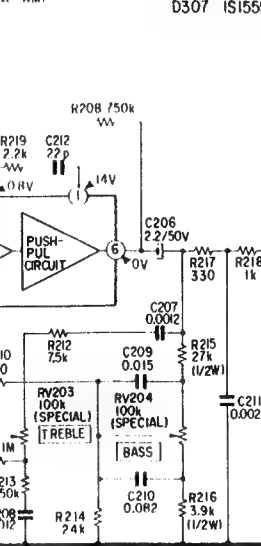 D307 1S1555
R208 750k
R219
2.2k
C212
22p
0.8V
1
14V
C206
2.2/50V
PUSH-
PUL
CIRCUIT
6
0V
R217
330
R218
1k
C207
0.0012
R212
7.5k
R215
27k
(1/2W)
C209
0.015
RV203
100k
(SPECIAL)
TREBLE
RV204
100k
(SPECIAL)
BASS
C211
0.002
1M
C210
0.082
R214
24k
R216
3.9k
(1/2W)